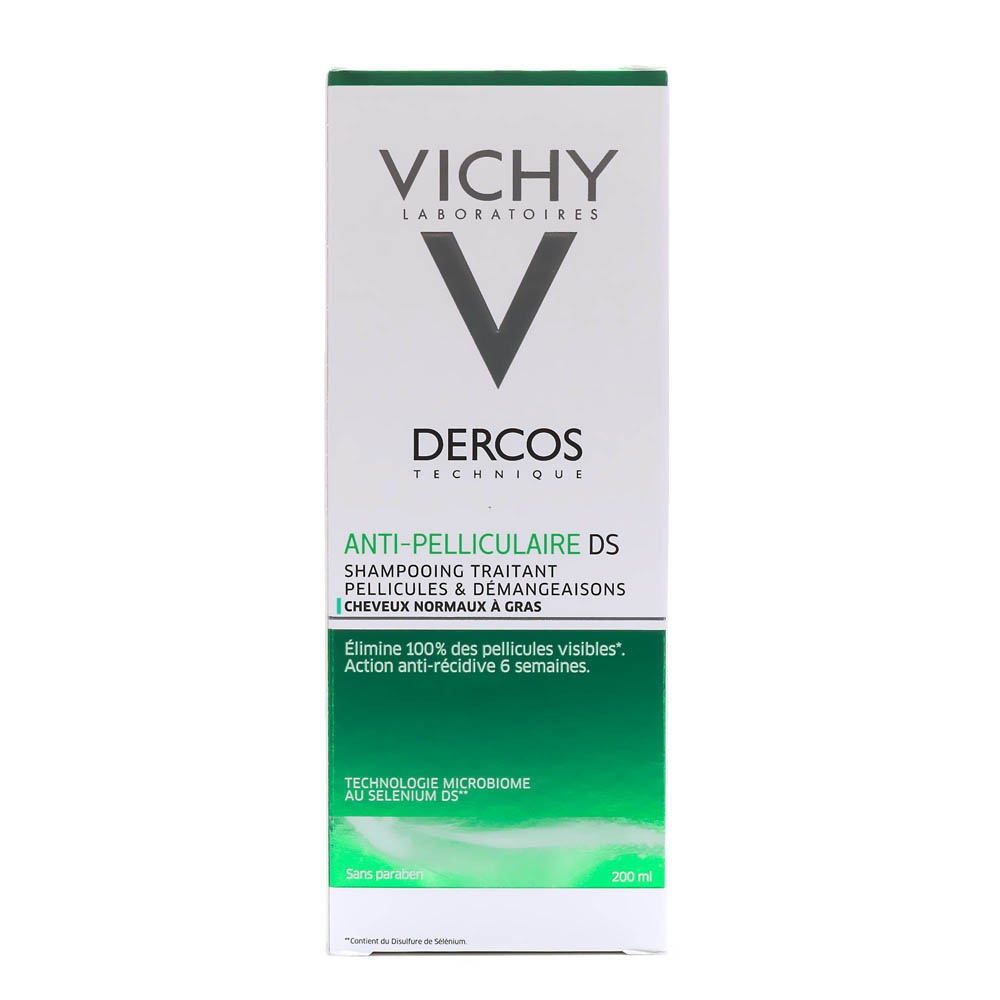 VICHY
LABORATOIRES
V
DERCOS
TECHNIQUE
ANTI-PELLICULAIRE DS
SHAMPOOING TRAITANT
PELLICULES & DÉMANGEAISONS
CHEVEUX NORMAUX À GRAS
Élimine 100% des pellicules visibles*.
Action anti-récidive 6 semaines.
TECHNOLOGIE MICROBIOME
AU SELENIUM DS**
Sans paraben 200 ml
**Contient du Disulfure de Sélénium.